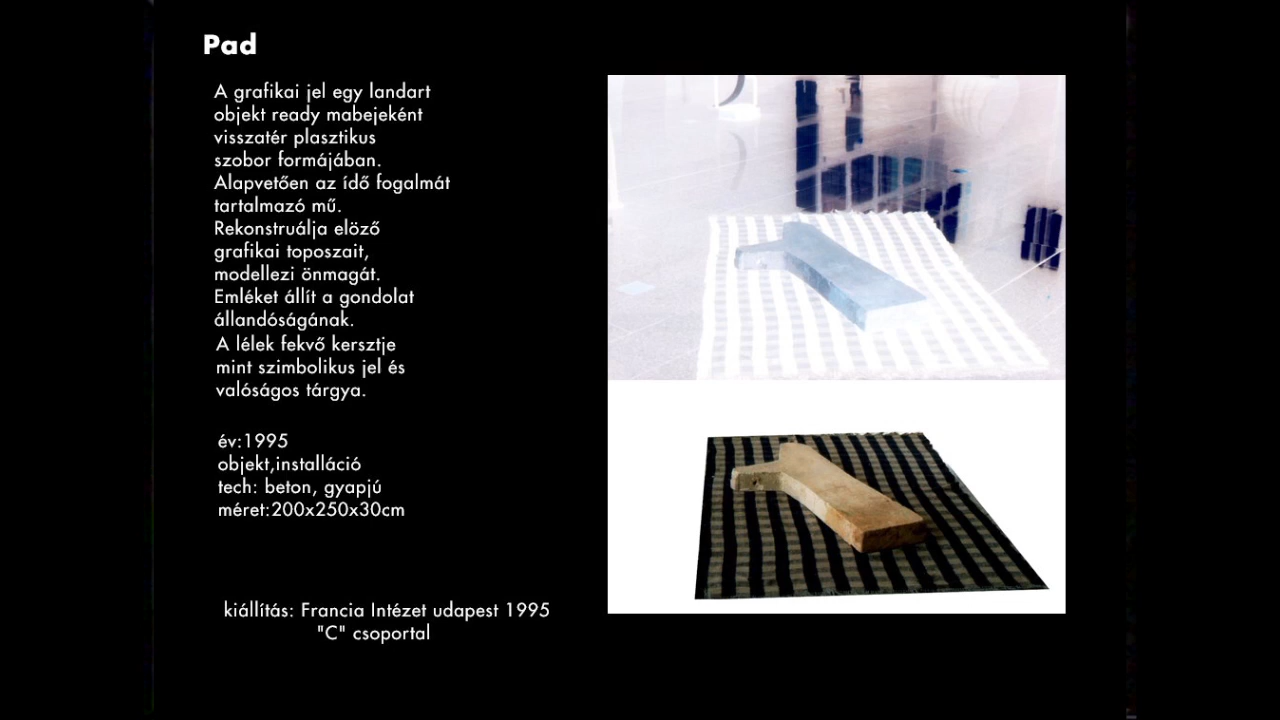 Pad
A grafikai jel egy landart
objekt ready mabejeként
visszatér plasztikus
szobor formájában.
Alapvetően az ídő fogalmát
tartalmazó mű.
Rekonstruálja elöző
grafikai toposzait,
modellezi önmagát.
Emléket állít a gondolat
állandóságának.
A lélek fekvő kersztje
mint szimbolikus jel és
valóságos tárgya.
év:1995
objekt,installáció
tech: beton, gyapjú
méret:200x250x30cm
kiállítás: Francia Intézet udapest 1995
"C" csoportal